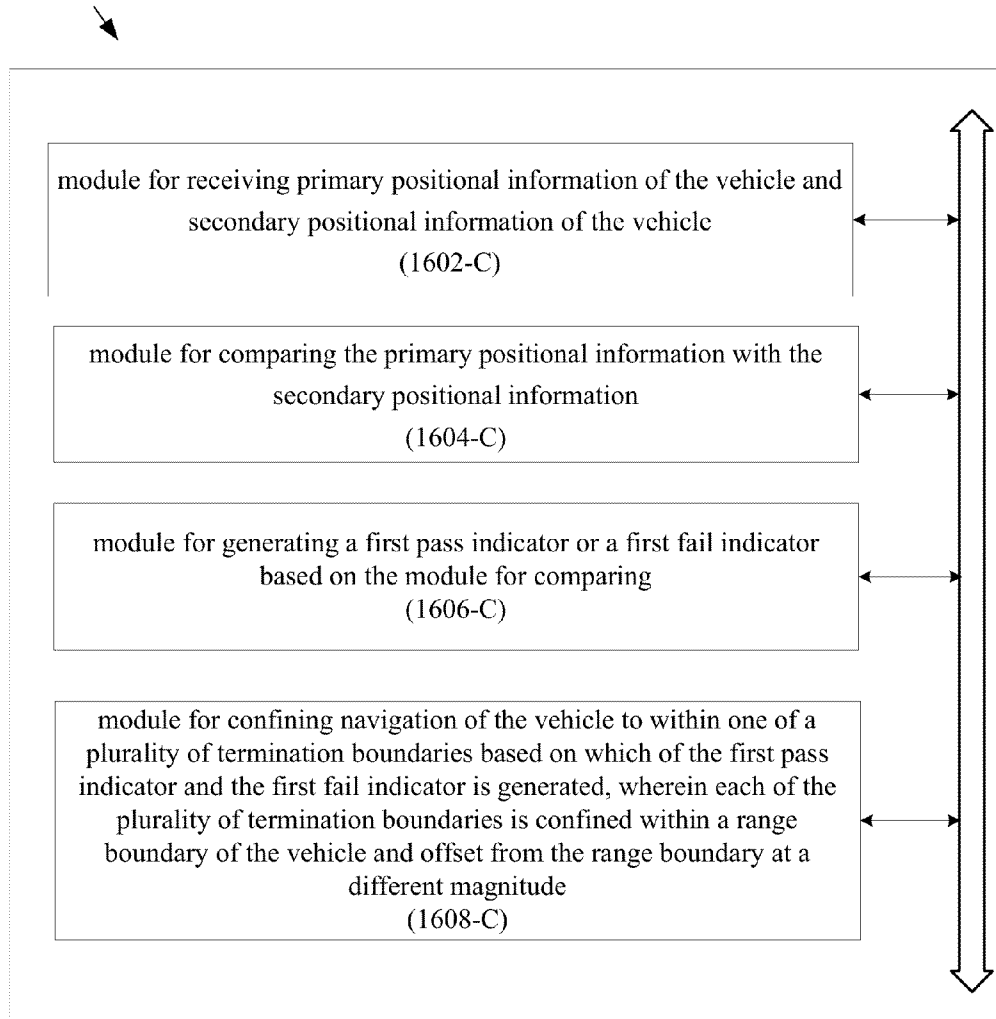 module for receiving primary positional information of the vehicle and
secondary positional information of the vehicle
(1602-C)
module for comparing the primary positional information with the
secondary positional information
(1604-C)
module for generating a first pass indicator or a first fail indicator
based on the module for comparing
(1606-C)
module for confining navigation of the vehicle to within one of a
plurality of termination boundaries based on which of the first pass
indicator and the first fail indicator is generated, wherein each of the
plurality of termination boundaries is confined within a range
boundary of the vehicle and offset from the range boundary at a
different magnitude
(1608-C)